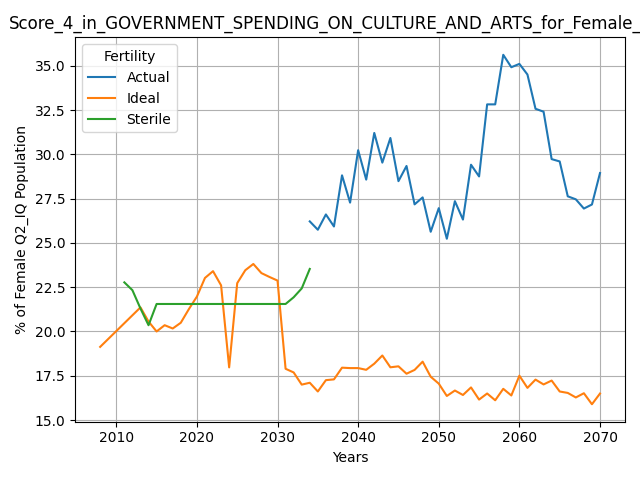 Score_4_in_GOVERNMENT_SPENDING_ON_CULTURE_AND_ARTS_for_Female_
Fertility
Actual
Ideal
Sterile
% of Female Q2_IQ Population
35.0
32.5
30.0
27.5
25.0
22.5
20.0
17.5
15.0
2010 2020 2030 2040 2050 2060 2070
Years